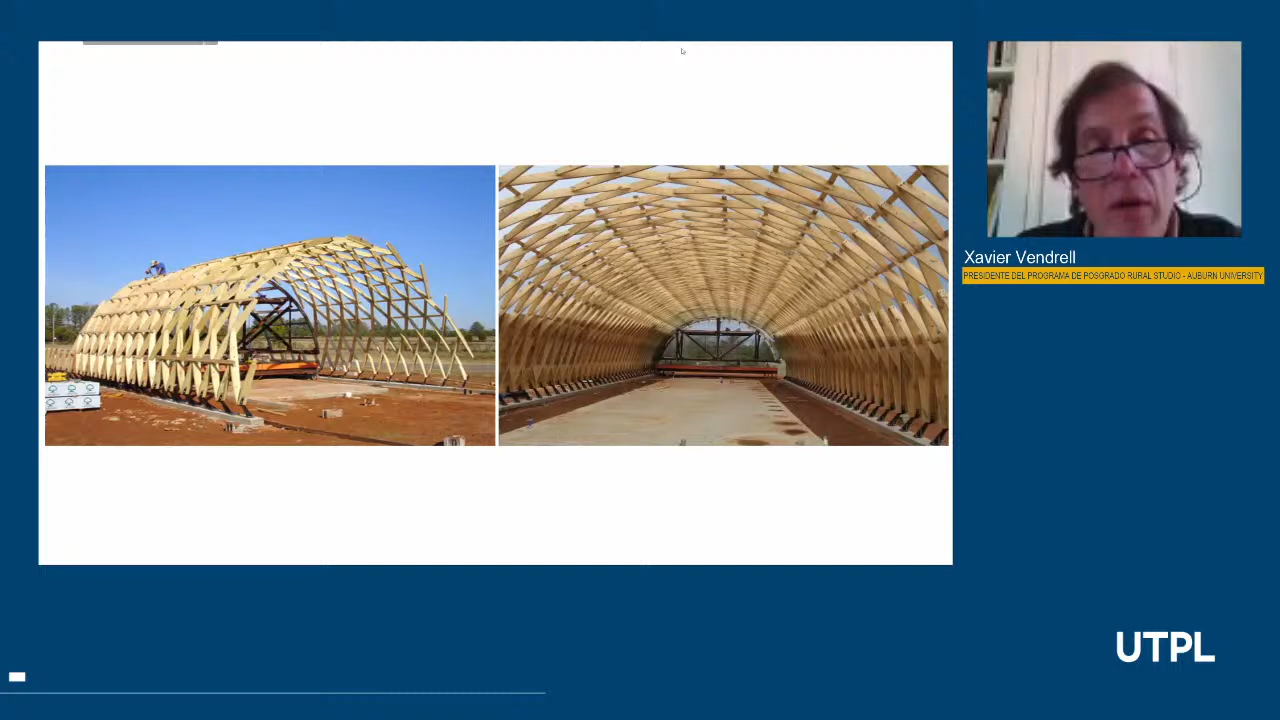 Xavier Vendrell
PRESIDENTE DEL PROGRAMA DE POSGRADO RURAL STUDIO - AUBURN UNIVERSITY
UTPL